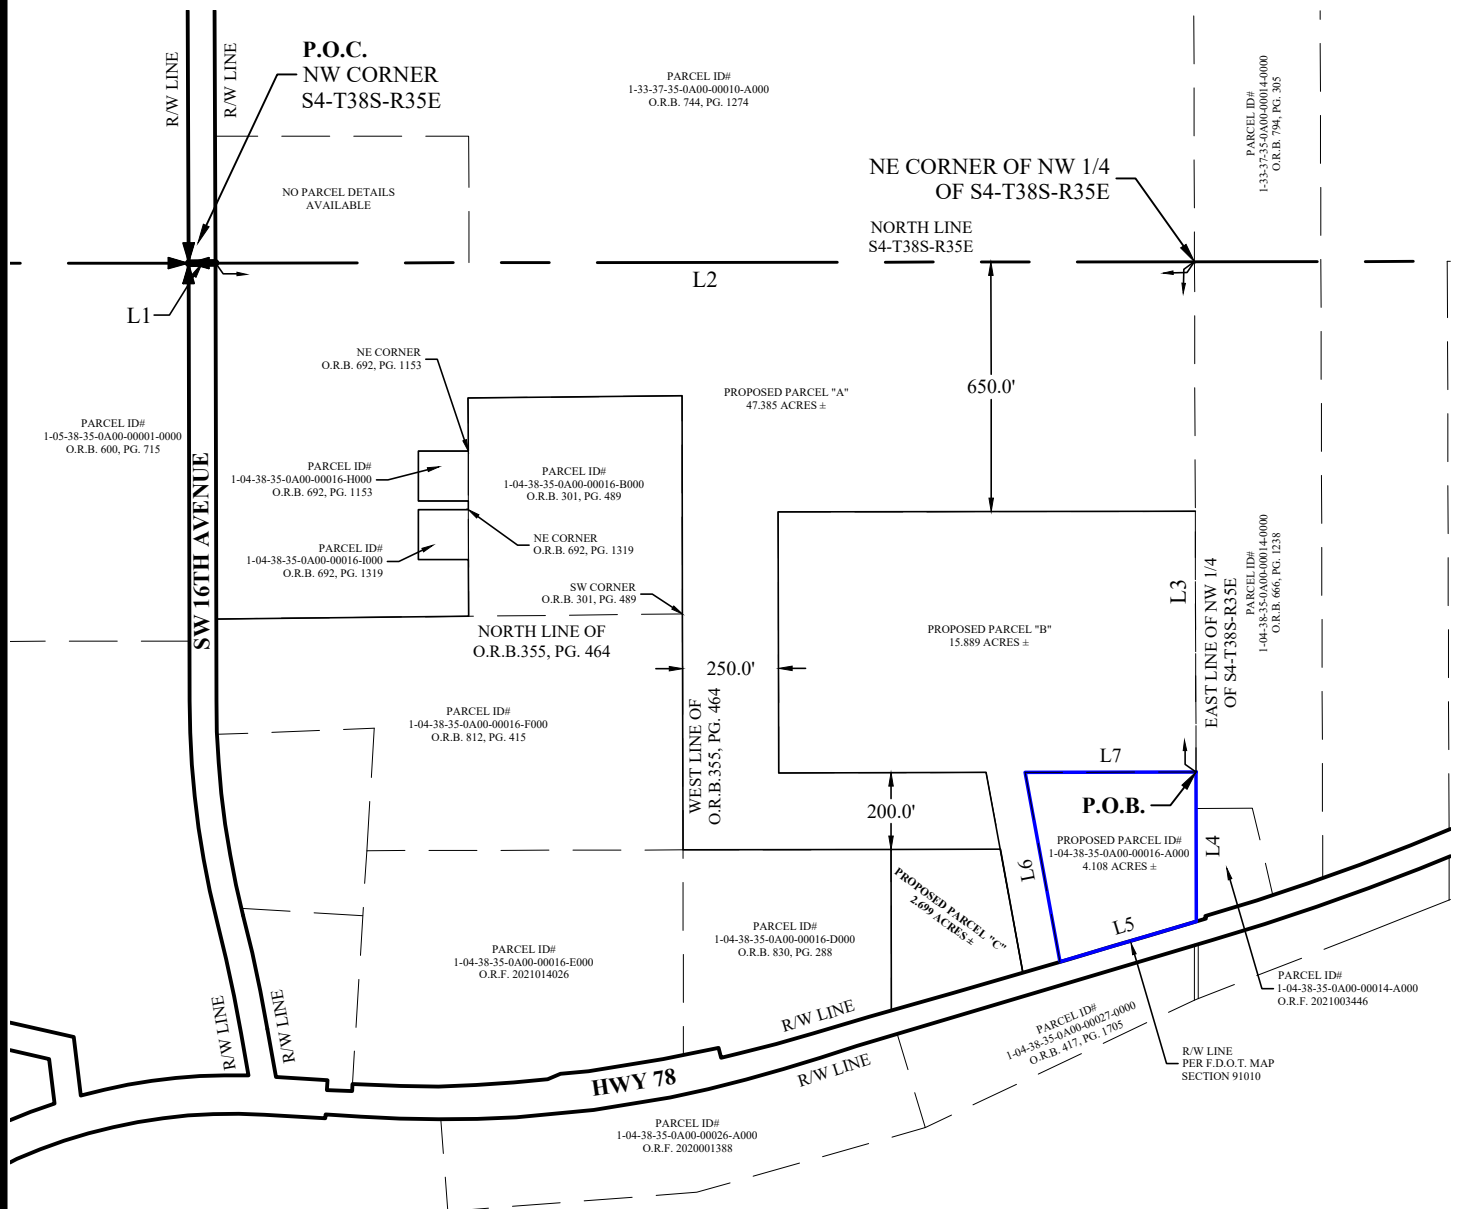 R/W LINE
R/W LINE
P.O.C.
NW CORNER
S4-T38S-R35E
PARCEL ID#
1-33-37-35-0A00-00010-A000
O.R.B. 744, PG. 1274
PARCEL ID#
1-33-37-35-0A00-00014-0000
O.R.B. 794, PG. 305
NO PARCEL DETAILS
AVAILABLE
NE CORNER OF NW 1/4
OF S4-T38S-R35E
NORTH LINE
S4-T38S-R35E
L1
L2
NE CORNER
O.R.B. 692, PG. 1153
650.0'
PROPOSED PARCEL "A"
47.385 ACRES ±
PARCEL ID#
1-05-38-35-0A00-00001-0000
O.R.B. 600, PG. 715
SW 16TH AVENUE
PARCEL ID#
1-04-38-35-0A00-00016-H000
O.R.B. 692, PG. 1153
PARCEL ID#
1-04-38-35-0A00-00016-B000
O.R.B. 301, PG. 489
NE CORNER
O.R.B. 692, PG. 1319
PARCEL ID#
1-04-38-35-0A00-00016-I000
O.R.B. 692, PG. 1319
SW CORNER
O.R.B. 301, PG. 489
L3
EAST LINE OF NW 1/4
OF S4-T38S-R35E
PARCEL ID#
1-04-38-35-0A00-00014-0000
O.R.B. 666, PG. 1238
NORTH LINE OF
O.R.B.355, PG. 464
PROPOSED PARCEL "B"
15.889 ACRES ±
250.0'
WEST LINE OF
O.R.B.355, PG. 464
PARCEL ID#
1-04-38-35-0A00-00016-F000
O.R.B. 812, PG. 415
L7
P.O.B.
200.0'
PROPOSED PARCEL ID#
1-04-38-35-0A00-00016-A000
4.108 ACRES ±
L4
L6
L5
PROPOSED PARCEL "C"
2.699 ACRES ±
PARCEL ID#
1-04-38-35-0A00-00016-D000
O.R.B. 830, PG. 288
PARCEL ID#
1-04-38-35-0A00-00016-E000
O.R.F. 2021014026
PARCEL ID#
1-04-38-35-0A00-00014-A000
O.R.F. 2021003446
R/W LINE
R/W LINE
R/W LINE
R/W LINE
PARCEL ID#
1-04-38-35-0A00-00027-0000
O.R.B. 417, PG. 1705
R/W LINE
PER F.D.O.T. MAP
SECTION 91010
HWY 78
PARCEL ID#
1-04-38-35-0A00-00026-A000
O.R.F. 2020001388